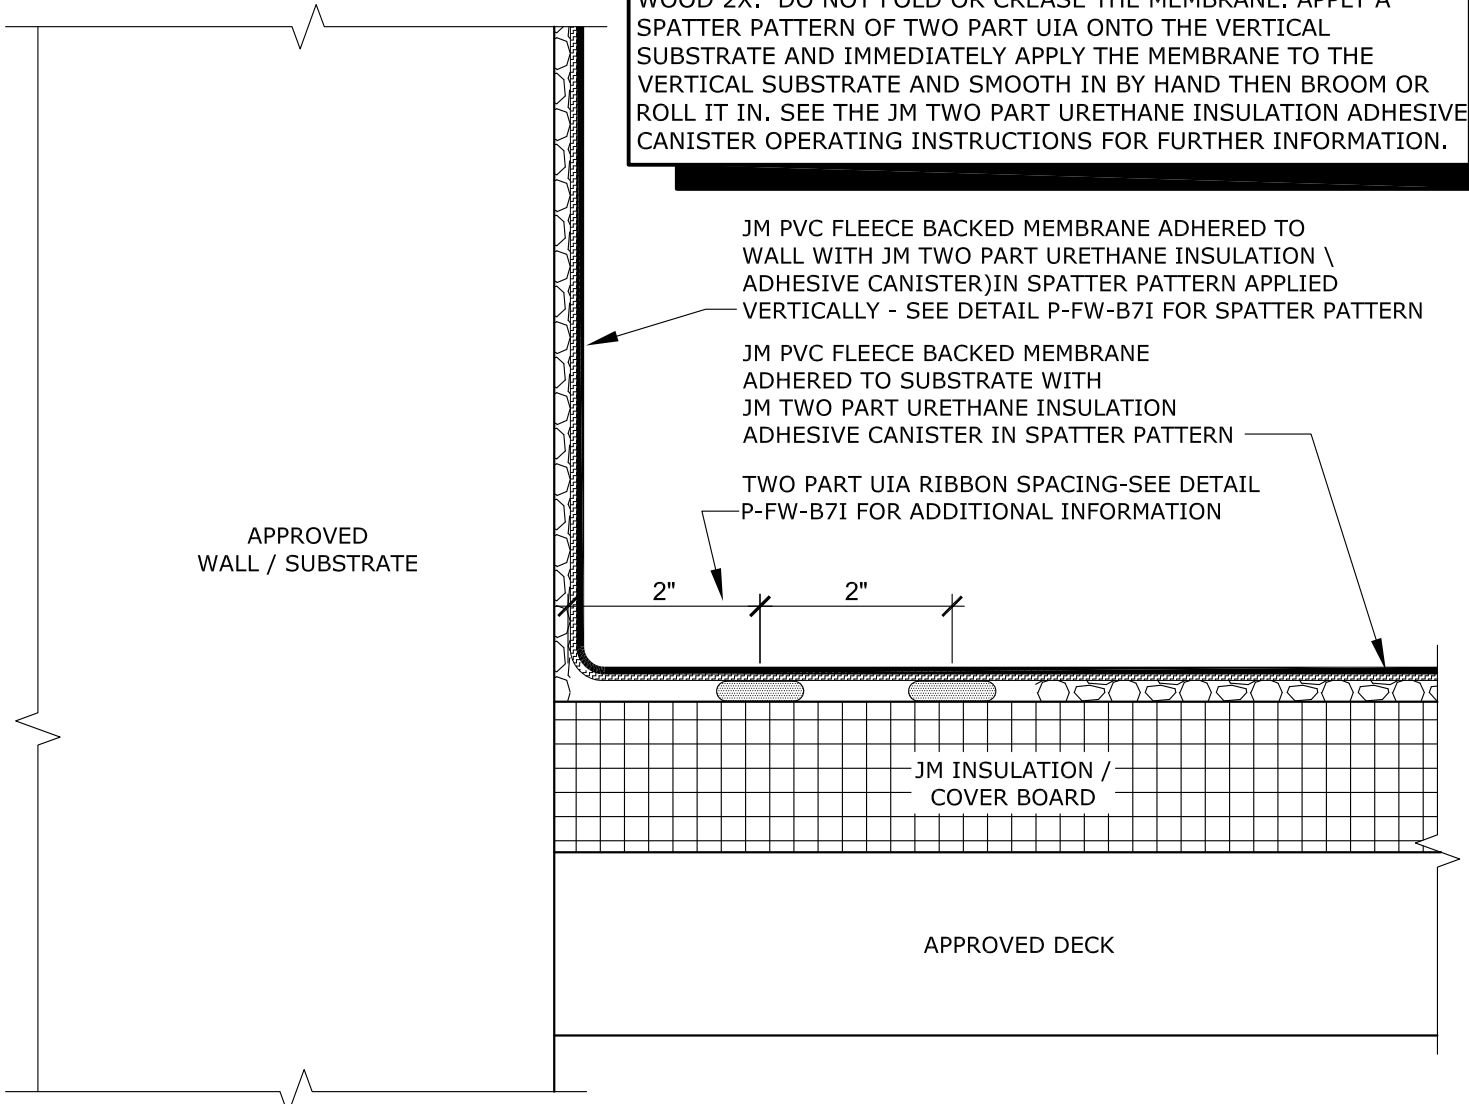 WOOD 2X.  DO NOT FOLD OR CREASE THE MEMBRANE. APPLY A
SPATTER PATTERN OF TWO PART UIA ONTO THE VERTICAL
SUBSTRATE AND IMMEDIATELY APPLY THE MEMBRANE TO THE
VERTICAL SUBSTRATE AND SMOOTH IN BY HAND THEN BROOM OR
ROLL IT IN. SEE THE JM TWO PART URETHANE INSULATION ADHESIVE
CANISTER OPERATING INSTRUCTIONS FOR FURTHER INFORMATION.
JM PVC FLEECE BACKED MEMBRANE ADHERED TO
WALL WITH JM TWO PART URETHANE INSULATION \
ADHESIVE CANISTER)IN SPATTER PATTERN APPLIED
VERTICALLY - SEE DETAIL P-FW-B7I FOR SPATTER PATTERN
JM PVC FLEECE BACKED MEMBRANE
ADHERED TO SUBSTRATE WITH
JM TWO PART URETHANE INSULATION
ADHESIVE CANISTER IN SPATTER PATTERN
TWO PART UIA RIBBON SPACING-SEE DETAIL
P-FW-B7I FOR ADDITIONAL INFORMATION
APPROVED
WALL / SUBSTRATE
2" 2"
JM INSULATION /
COVER BOARD
APPROVED DECK